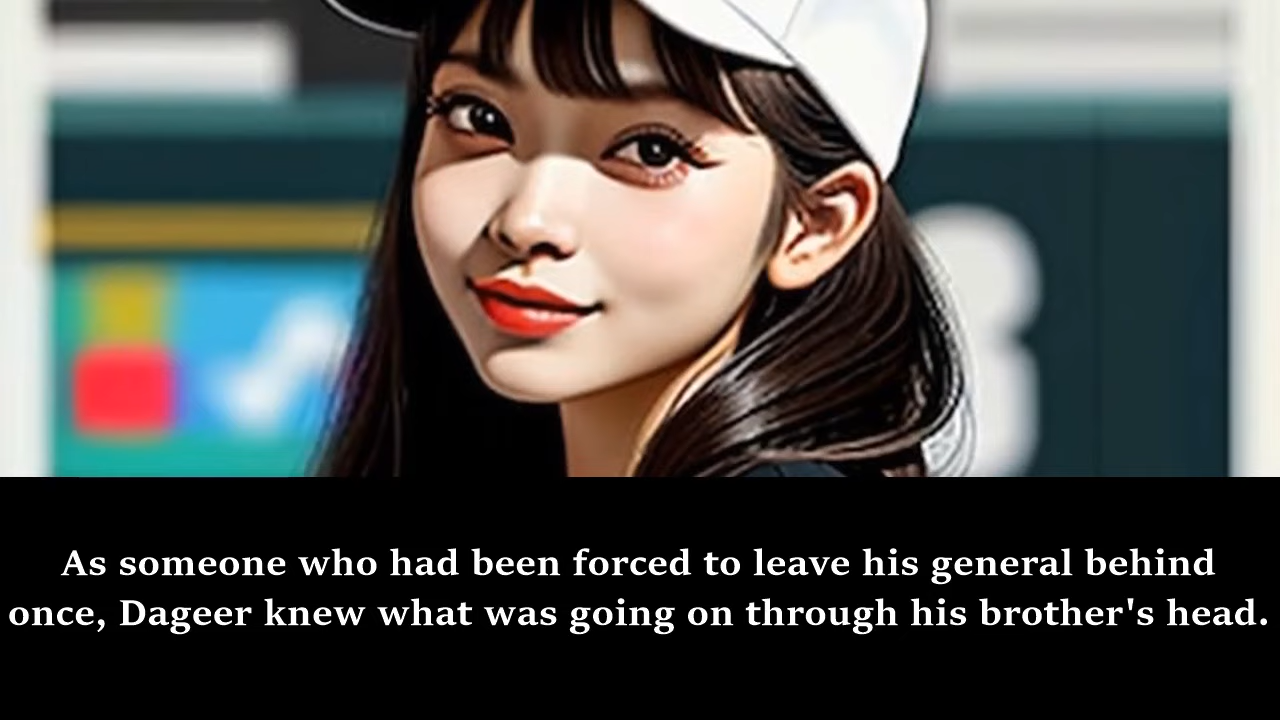 As someone who had been forced to leave his general behind
once, Dageer knew what was going on through his brother's head.